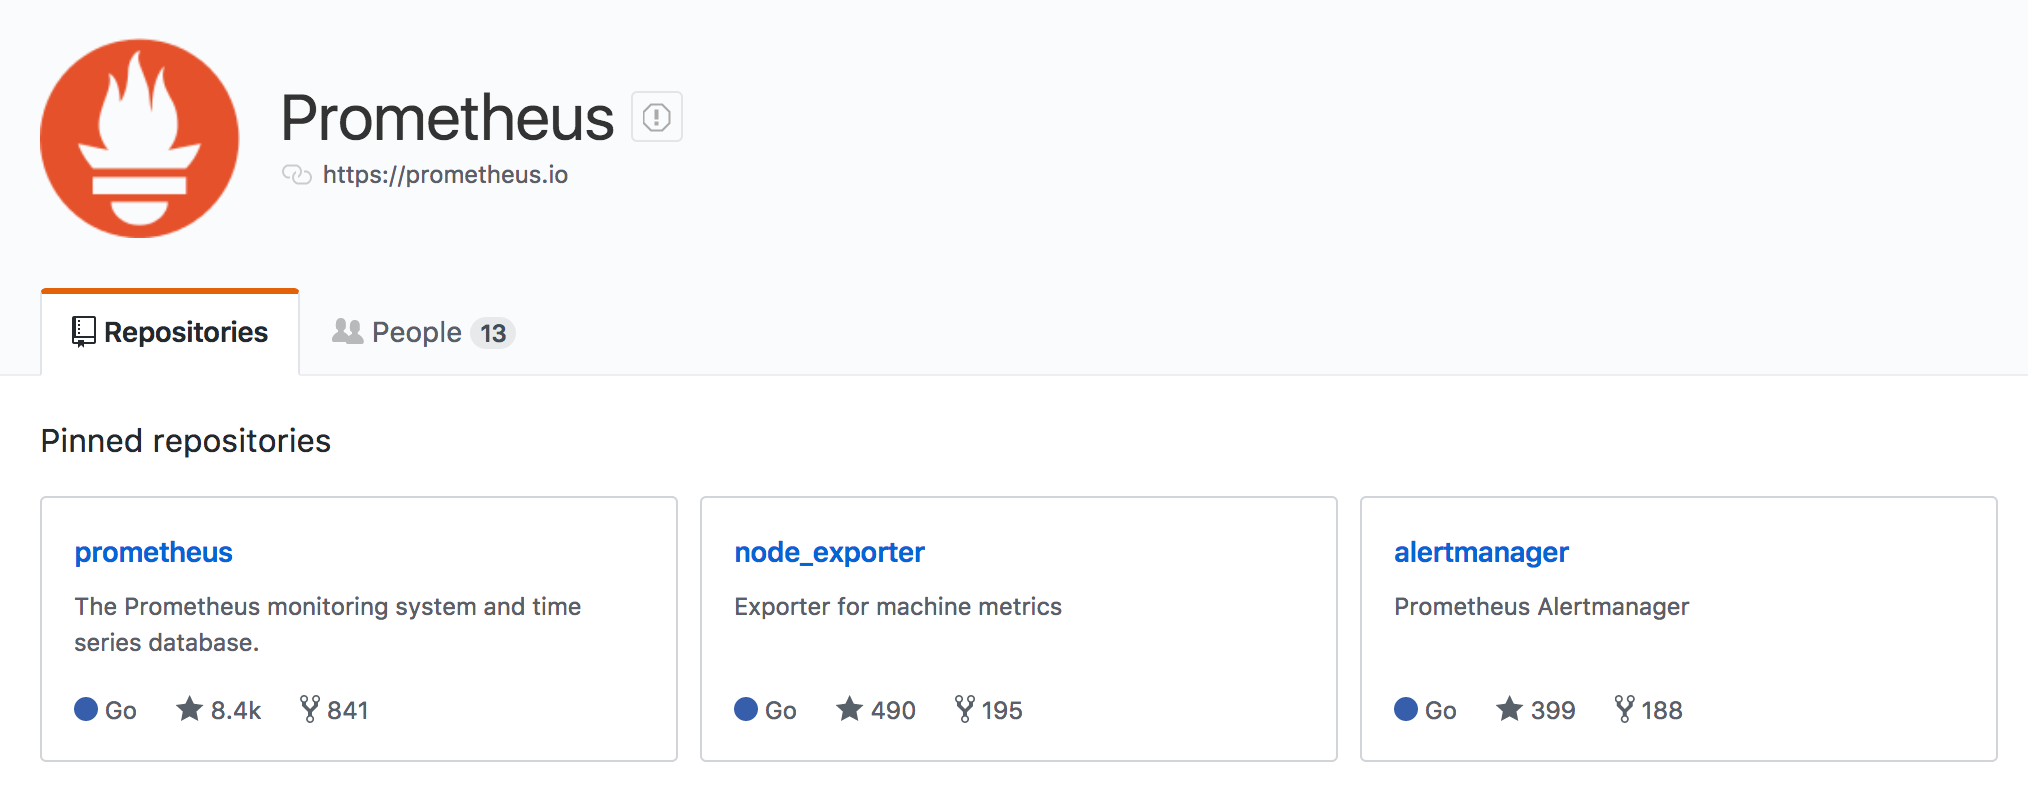 Prometheus
https://prometheus.io
Repositories
People 13
Pinned repositories
prometheus
The Prometheus monitoring system and time
series database.
Go 8.4k 841
node_exporter
Exporter for machine metrics
Go 490 195
alertmanager
Prometheus Alertmanager
Go 399 188